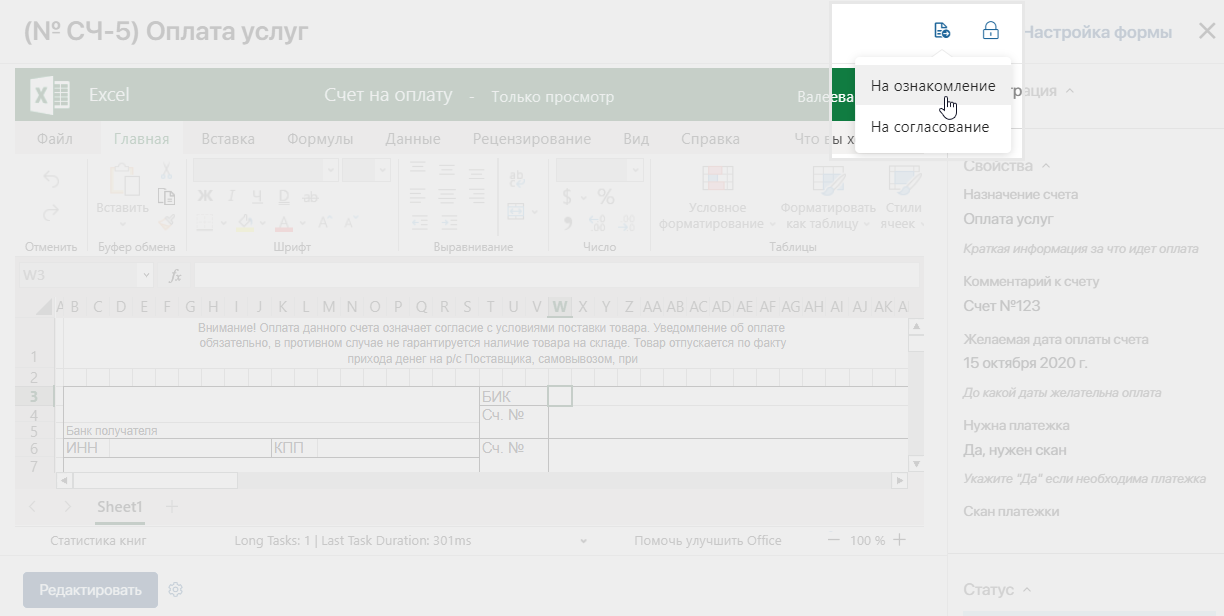 (№ СЧ-5) Оплата услуг
Настройка формы
Excel
Счет на оплату - Только просмотр
Валеева
На ознакомление
На согласование
рация
Файл Главная Вставка Формулы Данные Рецензирование Вид Справка Что вы х
Вставить
Ж К Ч D ab
$ % 
Условное форматирование
Форматировать как таблицу
Стили ячеек
Отменить Буфер обмена Шрифт Выравнивание Число Таблицы
W3 fx
A B C D E F G H I J K L M N O P Q R S T U V W X Y Z AA AB AC AD AE AF AG AH AI AJ AK A
1
Внимание! Оплата данного счета означает согласие с условиями поставки товара. Уведомление об оплате
обязательно, в противном случае не гарантируется наличие товара на складе. Товар отпускается по факту
прихода денег на р/с Поставщика, самовывозом, при
2
3 БИК
4 Сч. №
5 Банк получателя
6 ИНН КПП Сч. №
7
Sheet1
Статистика книг Long Tasks: 1 | Last Task Duration: 301ms Помочь улучшить Office 100 %
Редактировать
Свойства
Назначение счета
Оплата услуг
Краткая информация за что идет оплата
Комментарий к счету
Счет №123
Желаемая дата оплаты счета
15 октября 2020 г.
До какой даты желательна оплата
Нужна платежка
Да, нужен скан
Укажите "Да" если необходима платежка
Скан платежки
Статус